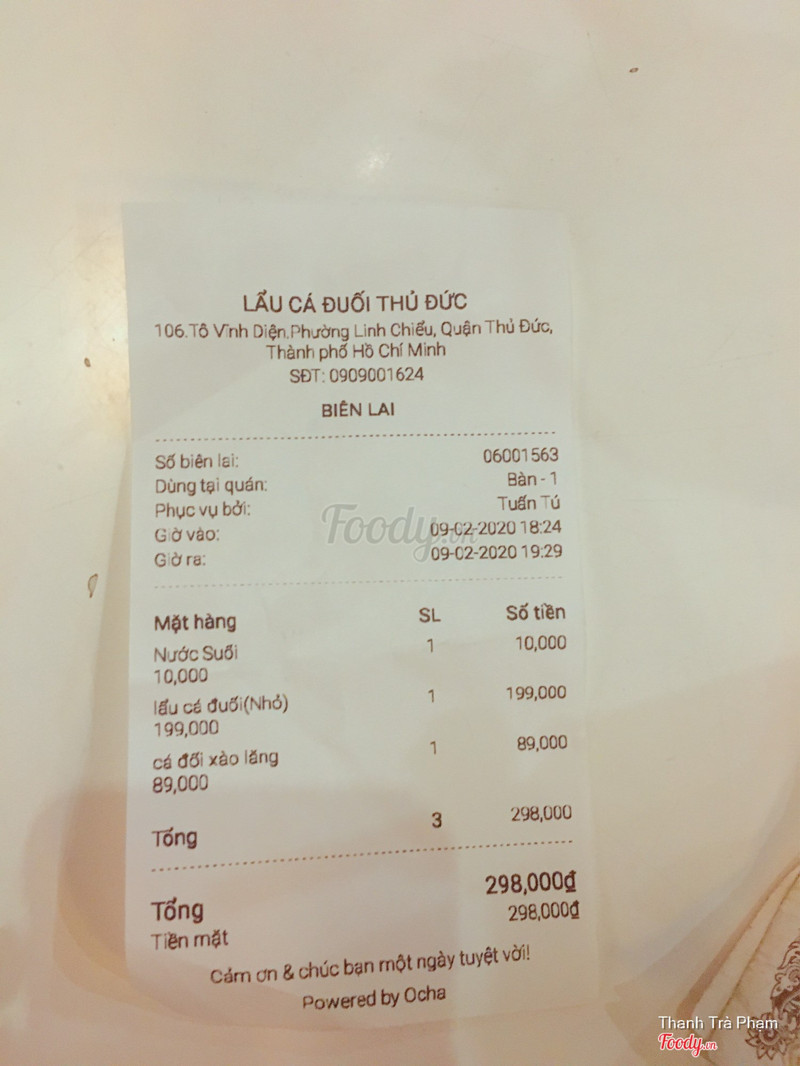 LẨU CÁ ĐUỐI THỦ ĐỨC
106.Tô Vĩnh Diện.Phường Linh Chiểu, Quận Thủ Đức,
Thành phố Hồ Chí Minh
SĐT: 0909001624
BIÊN LAI
Số biên lai: 06001563
Dùng tại quán: Bàn - 1
Phục vụ bởi: Tuấn Tú
Giờ vào: 09-02-2020 18:24
Giờ ra: 09-02-2020 19:29
Foody.vn
Mặt hàng SL Số tiền
Nước Suối 1 10,000
10,000
lẩu cá đuối(Nhỏ) 1 199,000
199,000
cá đối xào lăng 1 89,000
89,000
Tổng 3 298,000
Tổng 298,000đ
Tiền mặt 298,000đ
Cảm ơn & chúc bạn một ngày tuyệt vời!
Powered by Ocha
Thanh Trà Phạm
Foody.vn